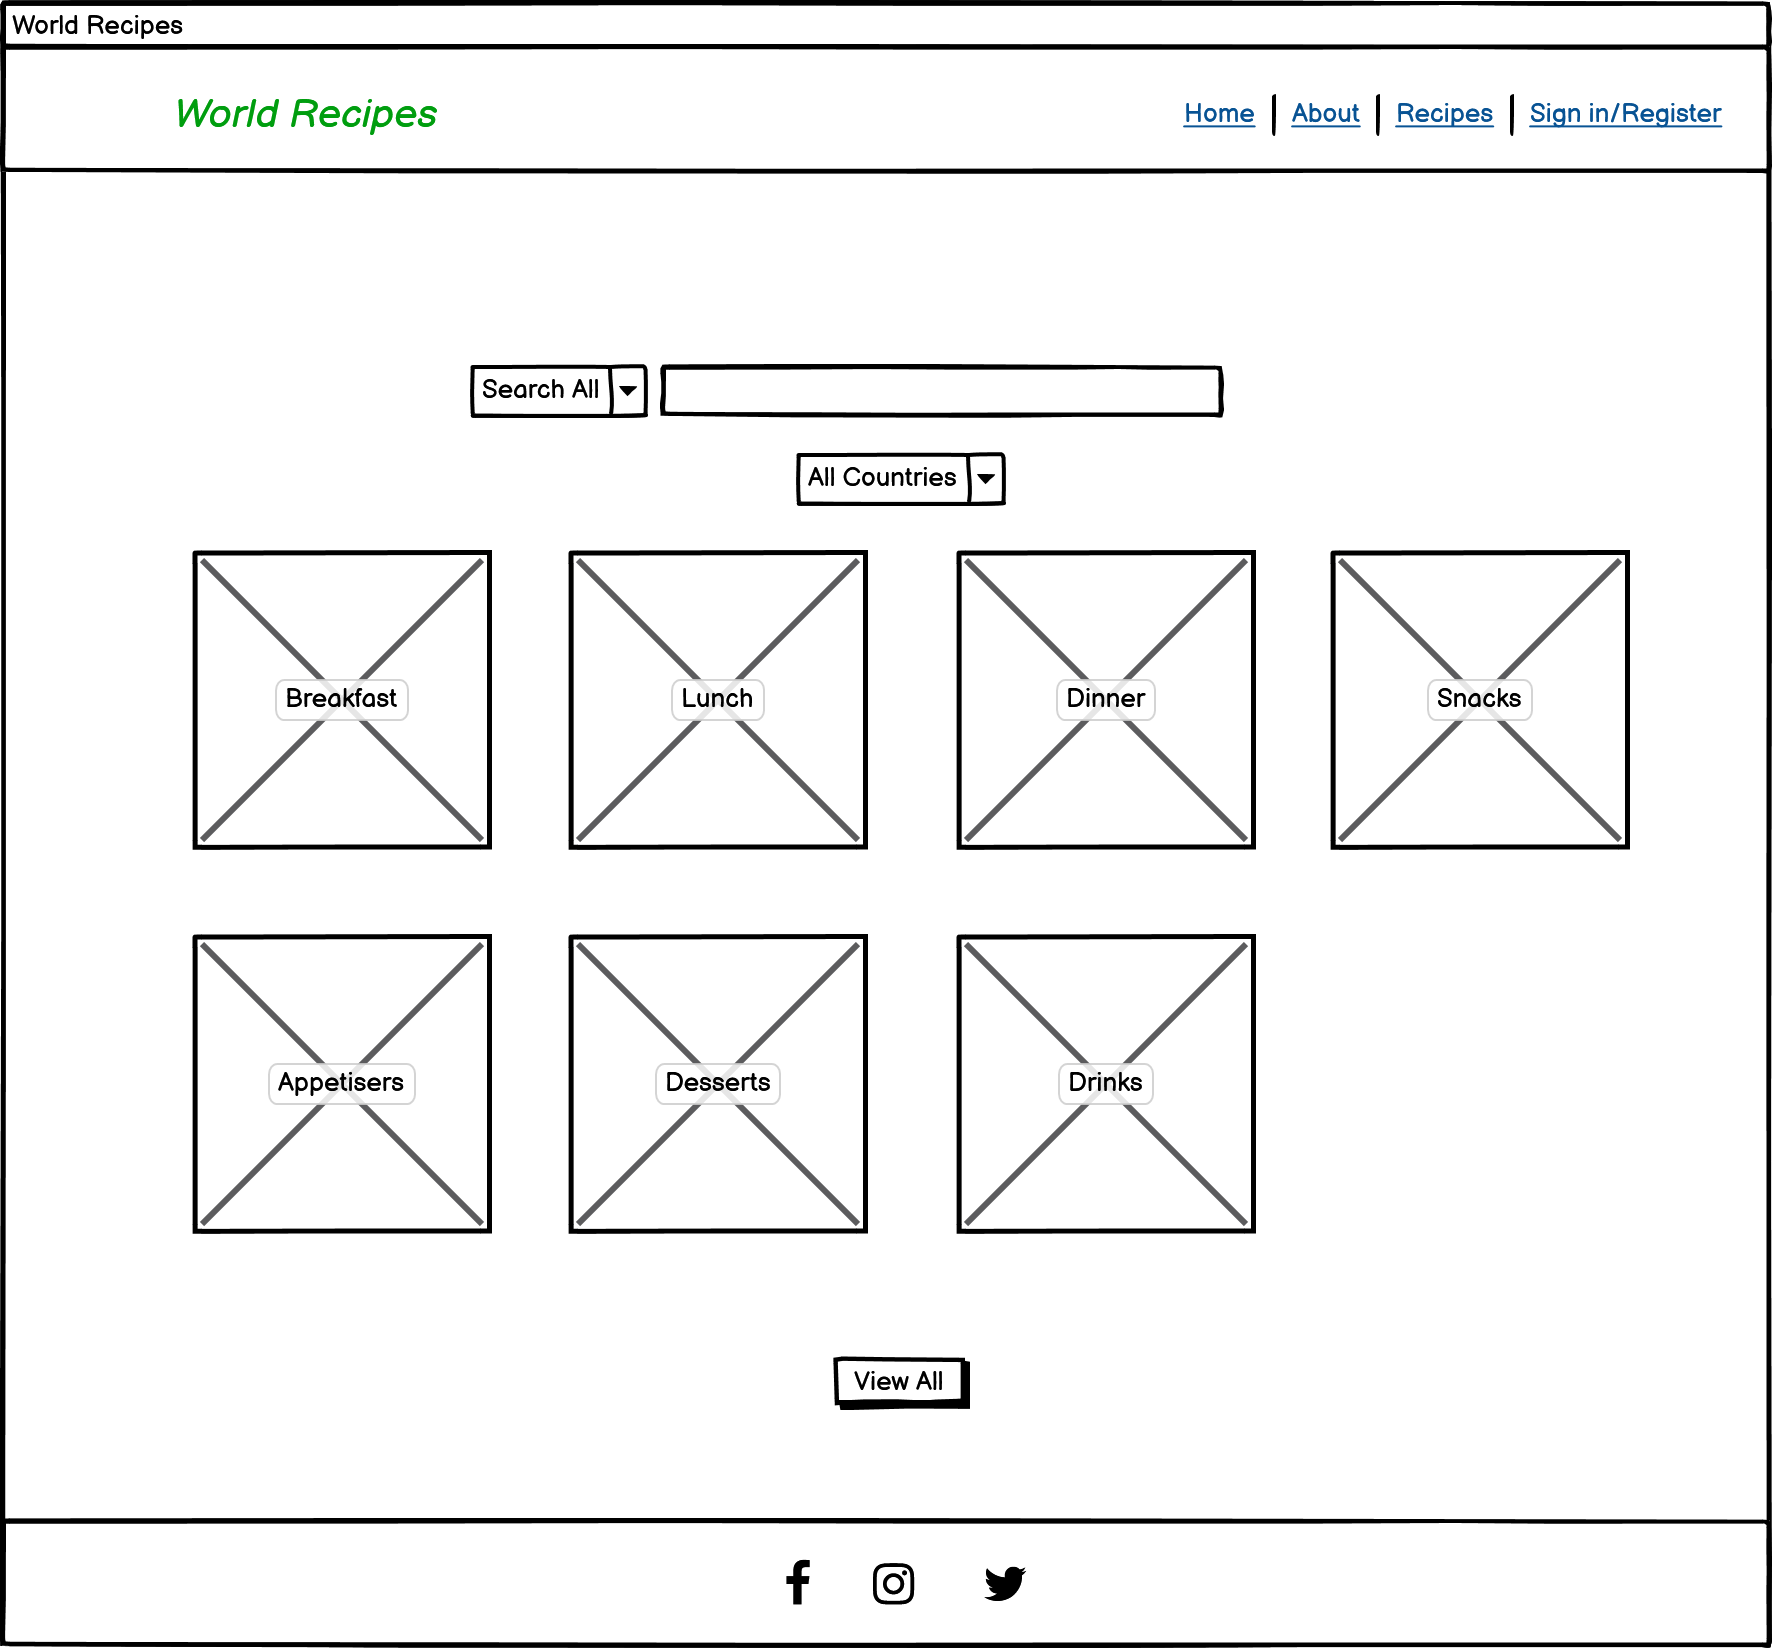 World Recipes
World Recipes
Home About Recipes Sign in/Register
Search All
All Countries
Breakfast Lunch Dinner Snacks
Appetisers Desserts Drinks
View All